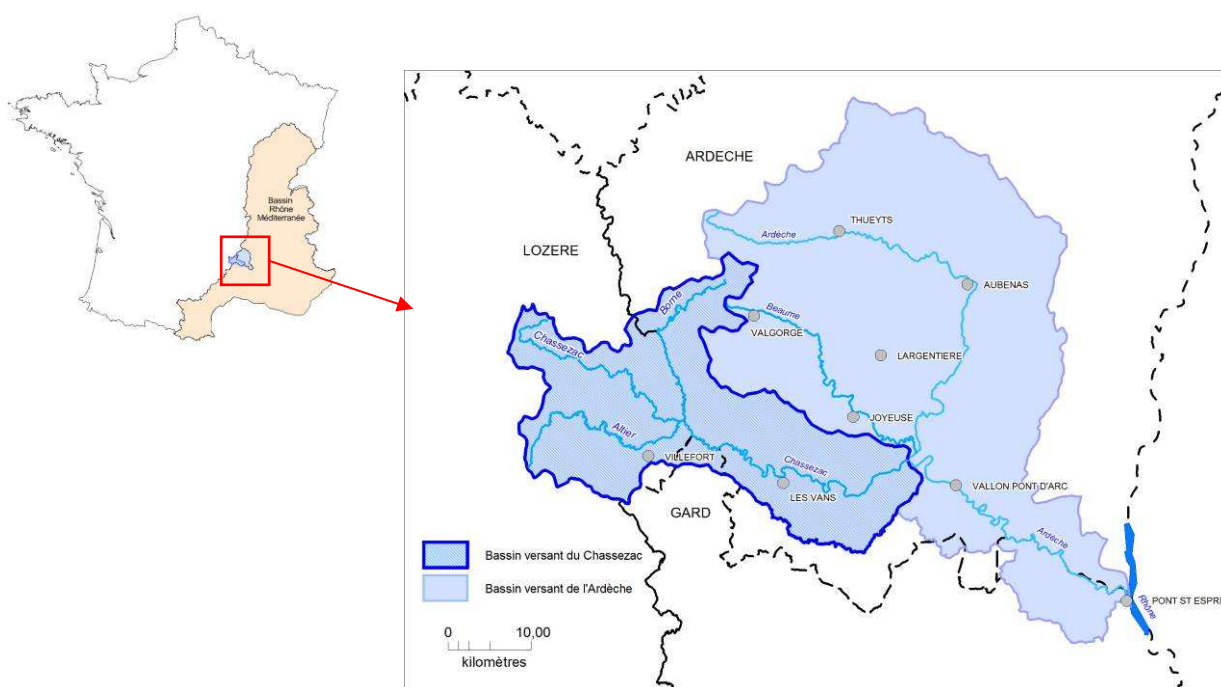 Bassin
Rhône
Méditerranée
ARDECHE
LOZERE
GARD
Ardèche
THUEYTS
AUBENAS
Borne
Beaume
VALGORGE
LARGENTIERE
Chassezac
JOYEUSE
Altier
VILLEFORT
Chassezac
LES VANS
VALLON PONT D'ARC
Ardèche
Rhône
PONT ST ESPRI
Bassin versant du Chassezac
Bassin versant de l'Ardèche
0 10,00
kilomètres